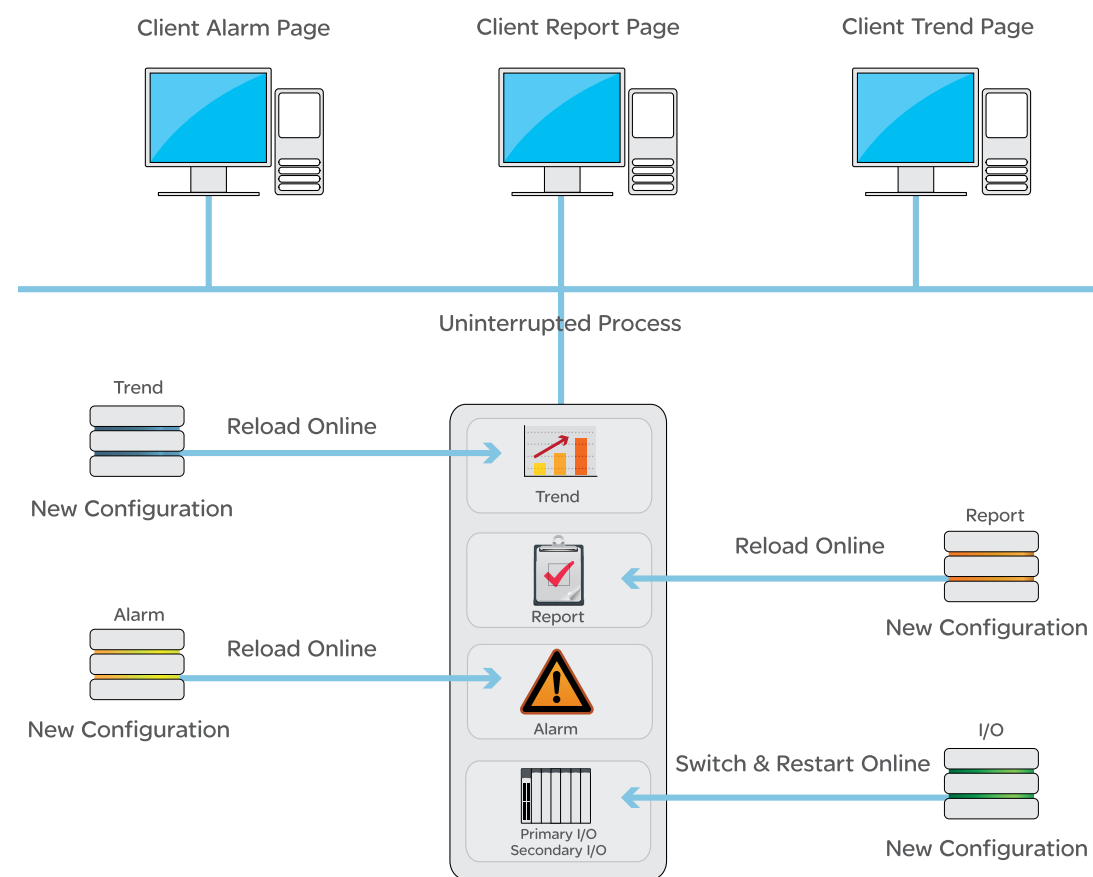 Client Alarm Page
Client Report Page
Client Trend Page
Uninterrupted Process
Trend
Reload Online
New Configuration
Trend
Report
Reload Online
New Configuration
Report
Alarm
Reload Online
New Configuration
Alarm
I/O
Switch & Restart Online
New Configuration
Primary I/O
Secondary I/O